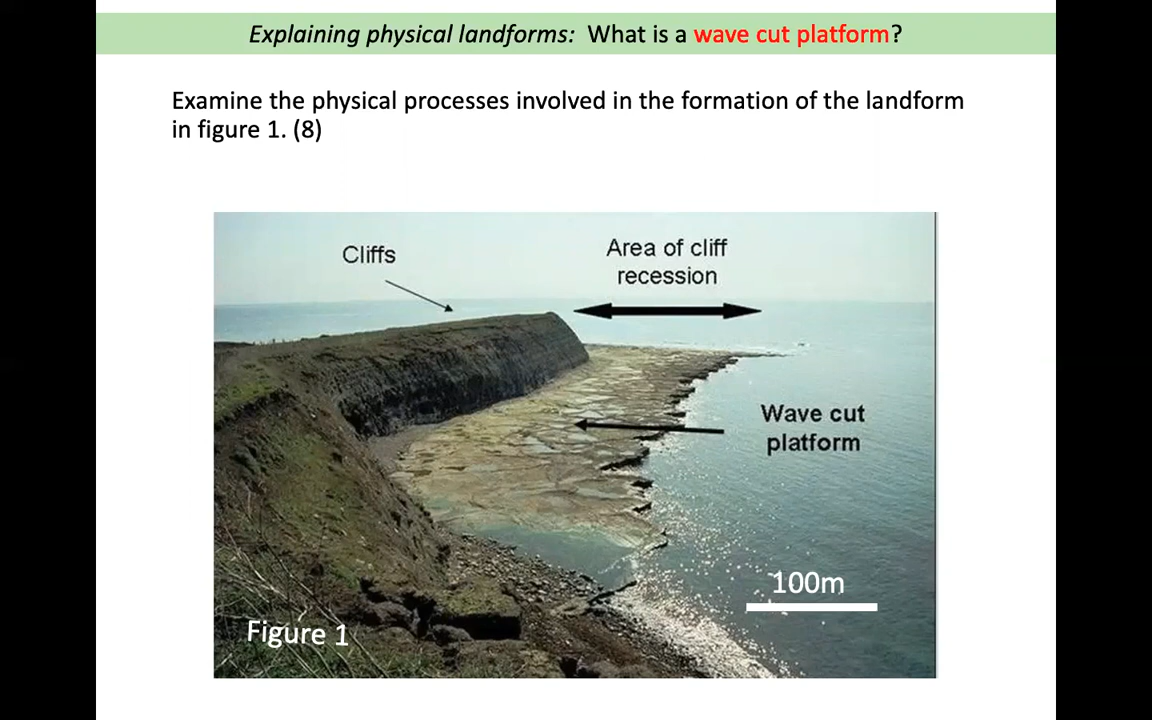 Explaining physical landforms: What is a wave cut platform?
Examine the physical processes involved in the formation of the landform
in figure 1. (8)
Cliffs
Area of cliff
recession
Wave cut
platform
100m
Figure 1